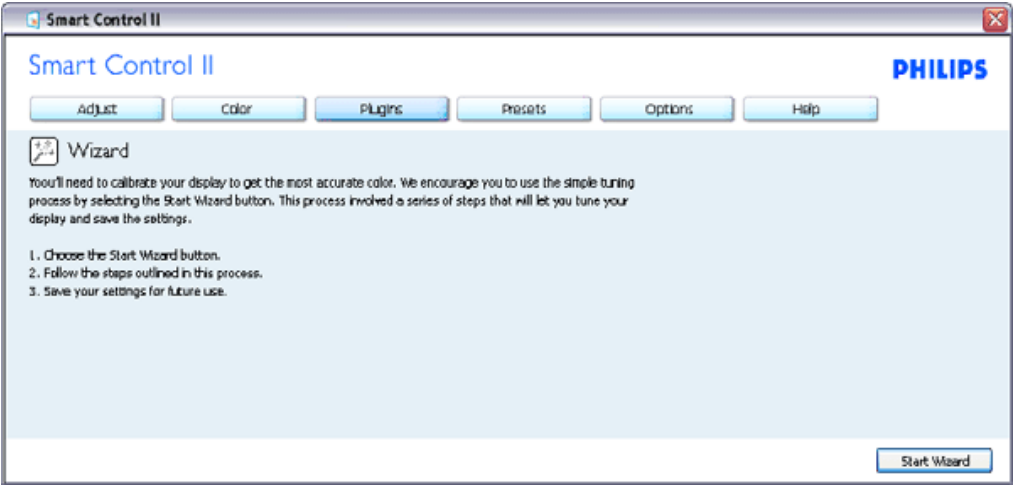 Smart Control II
Smart Control II
PHILIPS
Adjust Color Plugins Presets Options Help
Wizard
Yoou'll need to calibrate your display to get the most accurate color. We encourage you to use the simple tuning
process by selecting the Start Wizard button. This process involved a series of steps that will let you tune your
display and save the settings.
1. Choose the Start Wizard button.
2. Follow the steps outlined in this process.
3. Save your settings for future use.
Start Wizard